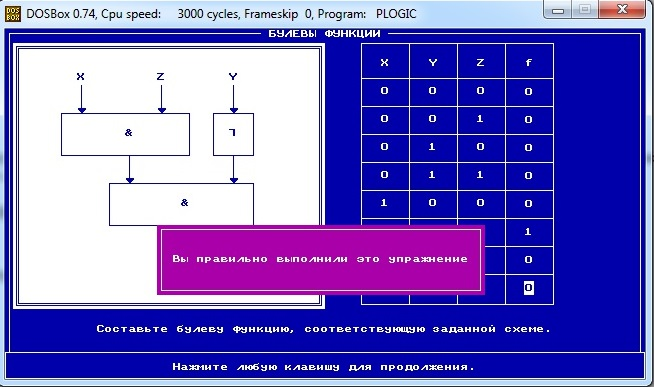 DOS BOX DOSBox 0.74, Cpu speed: 3000 cycles, Frameskip 0, Program: PLOGIC
БУЛЕВЫ ФУНКЦИИ
X Z Y
& ┐
&
X Y Z f
0 0 0 0
0 0 1 0
0 1 0 0
0 1 1 0
1 0 0 0
1
0
0
Вы правильно выполнили это упражнение
Составьте булеву функцию, соответствующую заданной схеме.
Нажмите любую клавишу для продолжения.